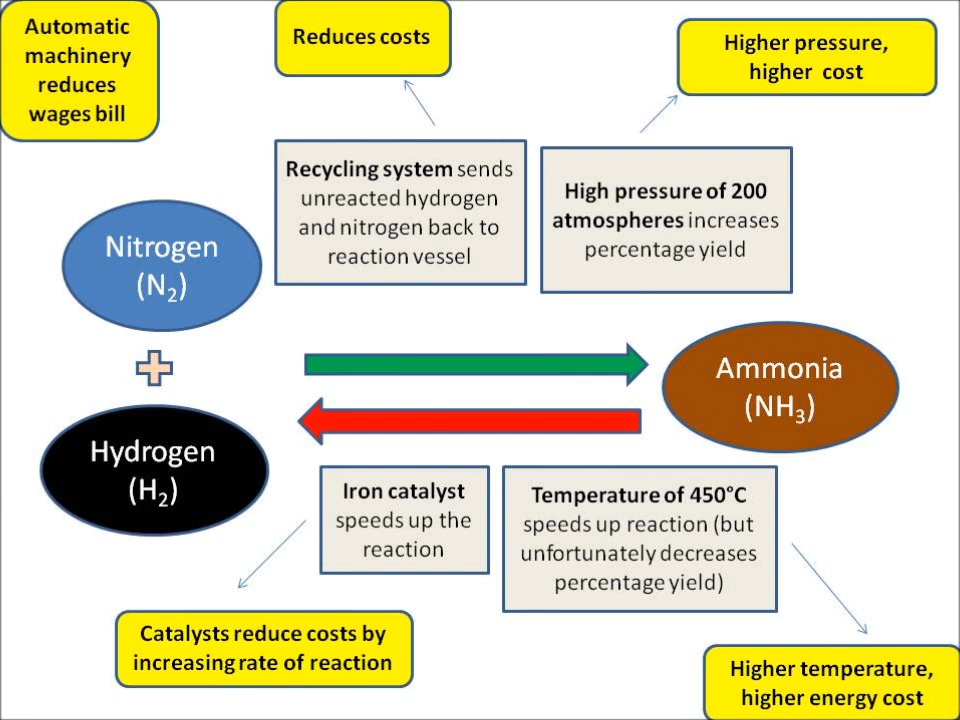 Automatic
machinery
reduces
wages bill
Reduces costs
Higher pressure,
higher cost
Recycling system sends
unreacted hydrogen
and nitrogen back to
reaction vessel
High pressure of 200
atmospheres increases
percentage yield
Nitrogen
(N₂)
Ammonia
(NH₃)
Hydrogen
(H₂)
Iron catalyst
speeds up the
reaction
Temperature of 450°C
speeds up reaction (but
unfortunately decreases
percentage yield)
Catalysts reduce costs by
increasing rate of reaction
Higher temperature,
higher energy cost